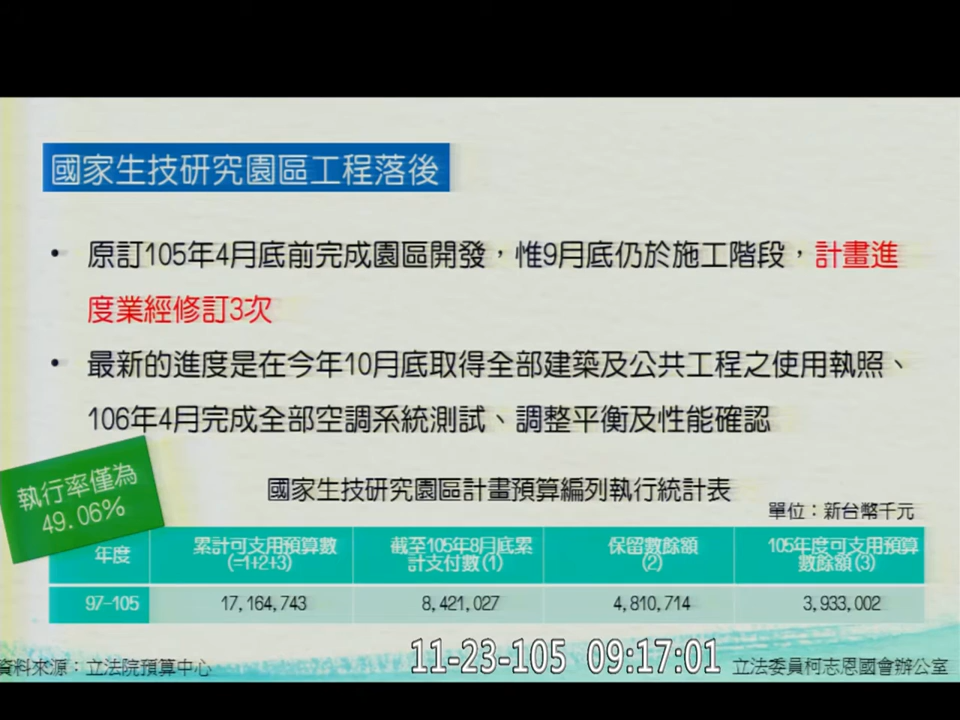 國家生技研究園區工程落後
• 原訂105年4月底前完成園區開發，惟9月底仍於施工階段，計畫進
度業經修訂3次
• 最新的進度是在今年10月底取得全部建築及公共工程之使用執照、
106年4月完成全部空調系統測試、調整平衡及性能確認
執行率僅為
49.06%
國家生技研究園區計畫預算編列執行統計表
單位：新台幣千元
年度 累計可支用預算數 截至105年8月底累 保留數餘額 105年度可支用預算
(=1+2+3) 計支付數(1) (2) 數餘額(3)
97-105 17,164,743 8,421,027 4,810,714 3,933,002
資料來源：立法院預算中心 11-23-105 09:17:01 立法委員柯志恩國會辦公室